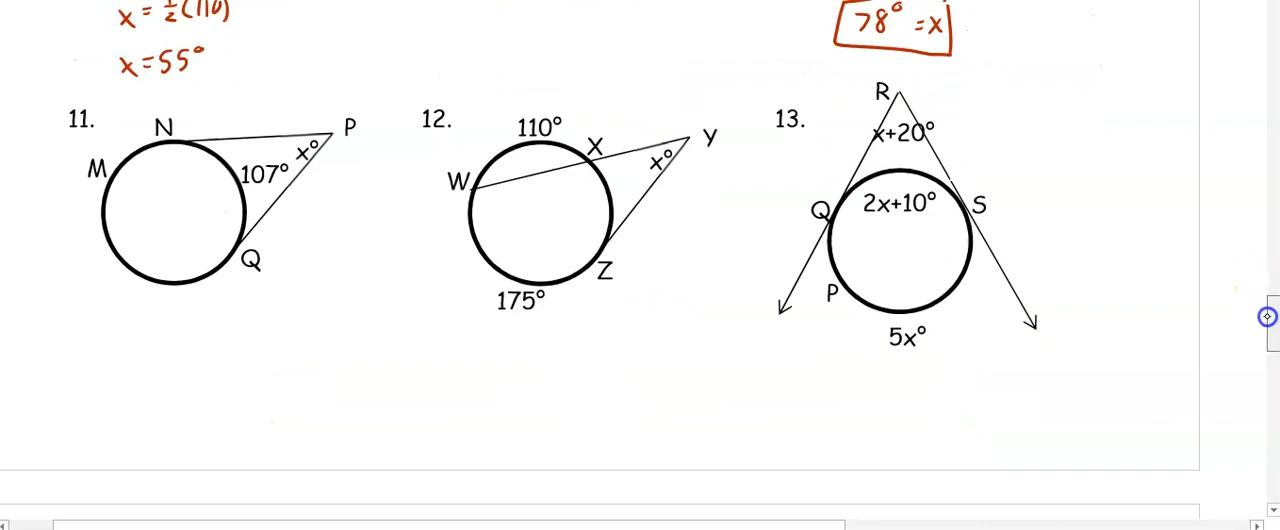 x = ½(110)
x=55°
78° =x
11.
N
P
M
x°
107°
Q
12.
110°
X
Y
W
x°
Z
175°
13.
R
x+20°
Q
2x+10°
S
P
5x°